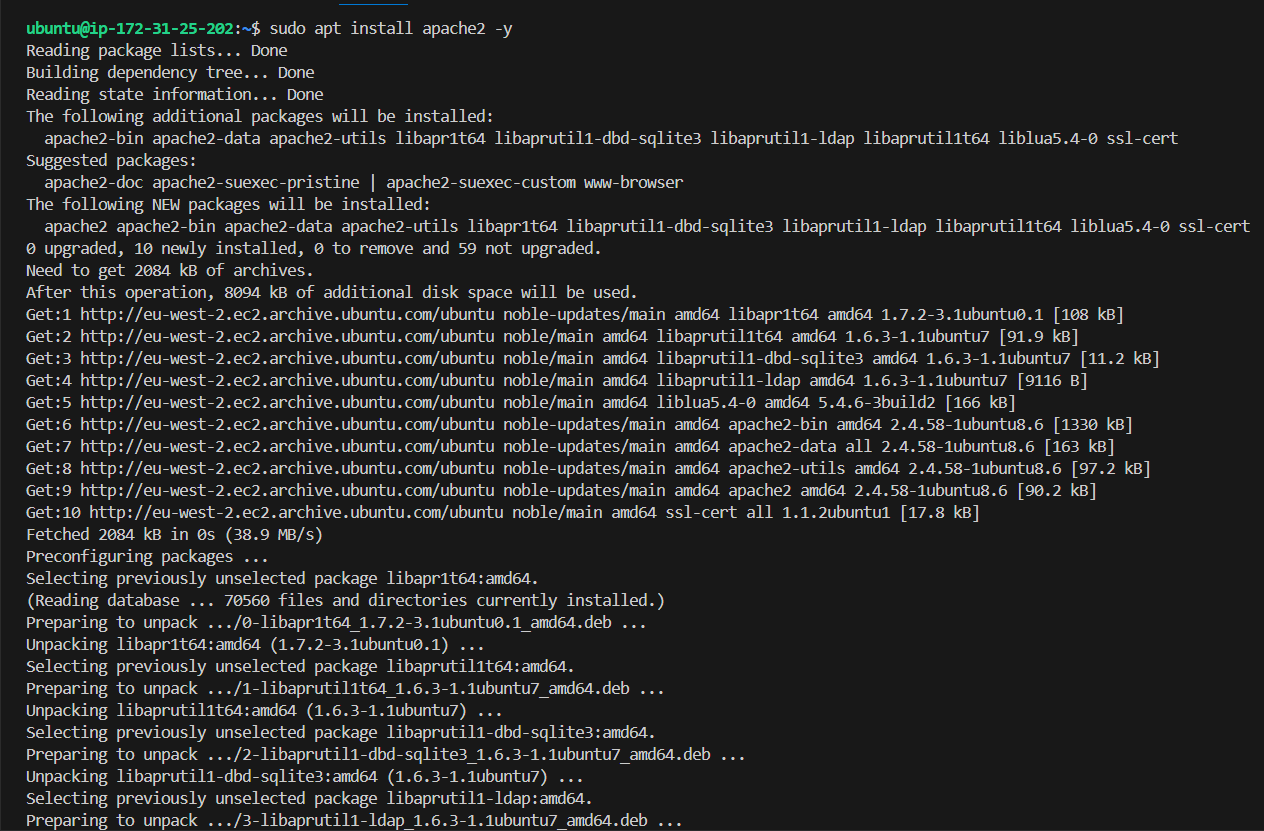 ubuntu@ip-172-31-25-202:~$ sudo apt install apache2 -y
Reading package lists... Done
Building dependency tree... Done
Reading state information... Done
The following additional packages will be installed:
  apache2-bin apache2-data apache2-utils libapr1t64 libaprutil1-dbd-sqlite3 libaprutil1-ldap libaprutil1t64 liblua5.4-0 ssl-cert
Suggested packages:
  apache2-doc apache2-suexec-pristine | apache2-suexec-custom www-browser
The following NEW packages will be installed:
  apache2 apache2-bin apache2-data apache2-utils libapr1t64 libaprutil1-dbd-sqlite3 libaprutil1-ldap libaprutil1t64 liblua5.4-0 ssl-cert
0 upgraded, 10 newly installed, 0 to remove and 59 not upgraded.
Need to get 2084 kB of archives.
After this operation, 8094 kB of additional disk space will be used.
Get:1 http://eu-west-2.ec2.archive.ubuntu.com/ubuntu noble-updates/main amd64 libapr1t64 amd64 1.7.2-3.1ubuntu0.1 [108 kB]
Get:2 http://eu-west-2.ec2.archive.ubuntu.com/ubuntu noble/main amd64 libaprutil1t64 amd64 1.6.3-1.1ubuntu7 [91.9 kB]
Get:3 http://eu-west-2.ec2.archive.ubuntu.com/ubuntu noble/main amd64 libaprutil1-dbd-sqlite3 amd64 1.6.3-1.1ubuntu7 [11.2 kB]
Get:4 http://eu-west-2.ec2.archive.ubuntu.com/ubuntu noble/main amd64 libaprutil1-ldap amd64 1.6.3-1.1ubuntu7 [9116 B]
Get:5 http://eu-west-2.ec2.archive.ubuntu.com/ubuntu noble/main amd64 liblua5.4-0 amd64 5.4.6-3build2 [166 kB]
Get:6 http://eu-west-2.ec2.archive.ubuntu.com/ubuntu noble-updates/main amd64 apache2-bin amd64 2.4.58-1ubuntu8.6 [1330 kB]
Get:7 http://eu-west-2.ec2.archive.ubuntu.com/ubuntu noble-updates/main amd64 apache2-data all 2.4.58-1ubuntu8.6 [163 kB]
Get:8 http://eu-west-2.ec2.archive.ubuntu.com/ubuntu noble-updates/main amd64 apache2-utils amd64 2.4.58-1ubuntu8.6 [97.2 kB]
Get:9 http://eu-west-2.ec2.archive.ubuntu.com/ubuntu noble-updates/main amd64 apache2 amd64 2.4.58-1ubuntu8.6 [90.2 kB]
Get:10 http://eu-west-2.ec2.archive.ubuntu.com/ubuntu noble/main amd64 ssl-cert all 1.1.2ubuntu1 [17.8 kB]
Fetched 2084 kB in 0s (38.9 MB/s)
Preconfiguring packages ...
Selecting previously unselected package libapr1t64:amd64.
(Reading database ... 70560 files and directories currently installed.)
Preparing to unpack .../0-libapr1t64_1.7.2-3.1ubuntu0.1_amd64.deb ...
Unpacking libapr1t64:amd64 (1.7.2-3.1ubuntu0.1) ...
Selecting previously unselected package libaprutil1t64:amd64.
Preparing to unpack .../1-libaprutil1t64_1.6.3-1.1ubuntu7_amd64.deb ...
Unpacking libaprutil1t64:amd64 (1.6.3-1.1ubuntu7) ...
Selecting previously unselected package libaprutil1-dbd-sqlite3:amd64.
Preparing to unpack .../2-libaprutil1-dbd-sqlite3_1.6.3-1.1ubuntu7_amd64.deb ...
Unpacking libaprutil1-dbd-sqlite3:amd64 (1.6.3-1.1ubuntu7) ...
Selecting previously unselected package libaprutil1-ldap:amd64.
Preparing to unpack .../3-libaprutil1-ldap_1.6.3-1.1ubuntu7_amd64.deb ...